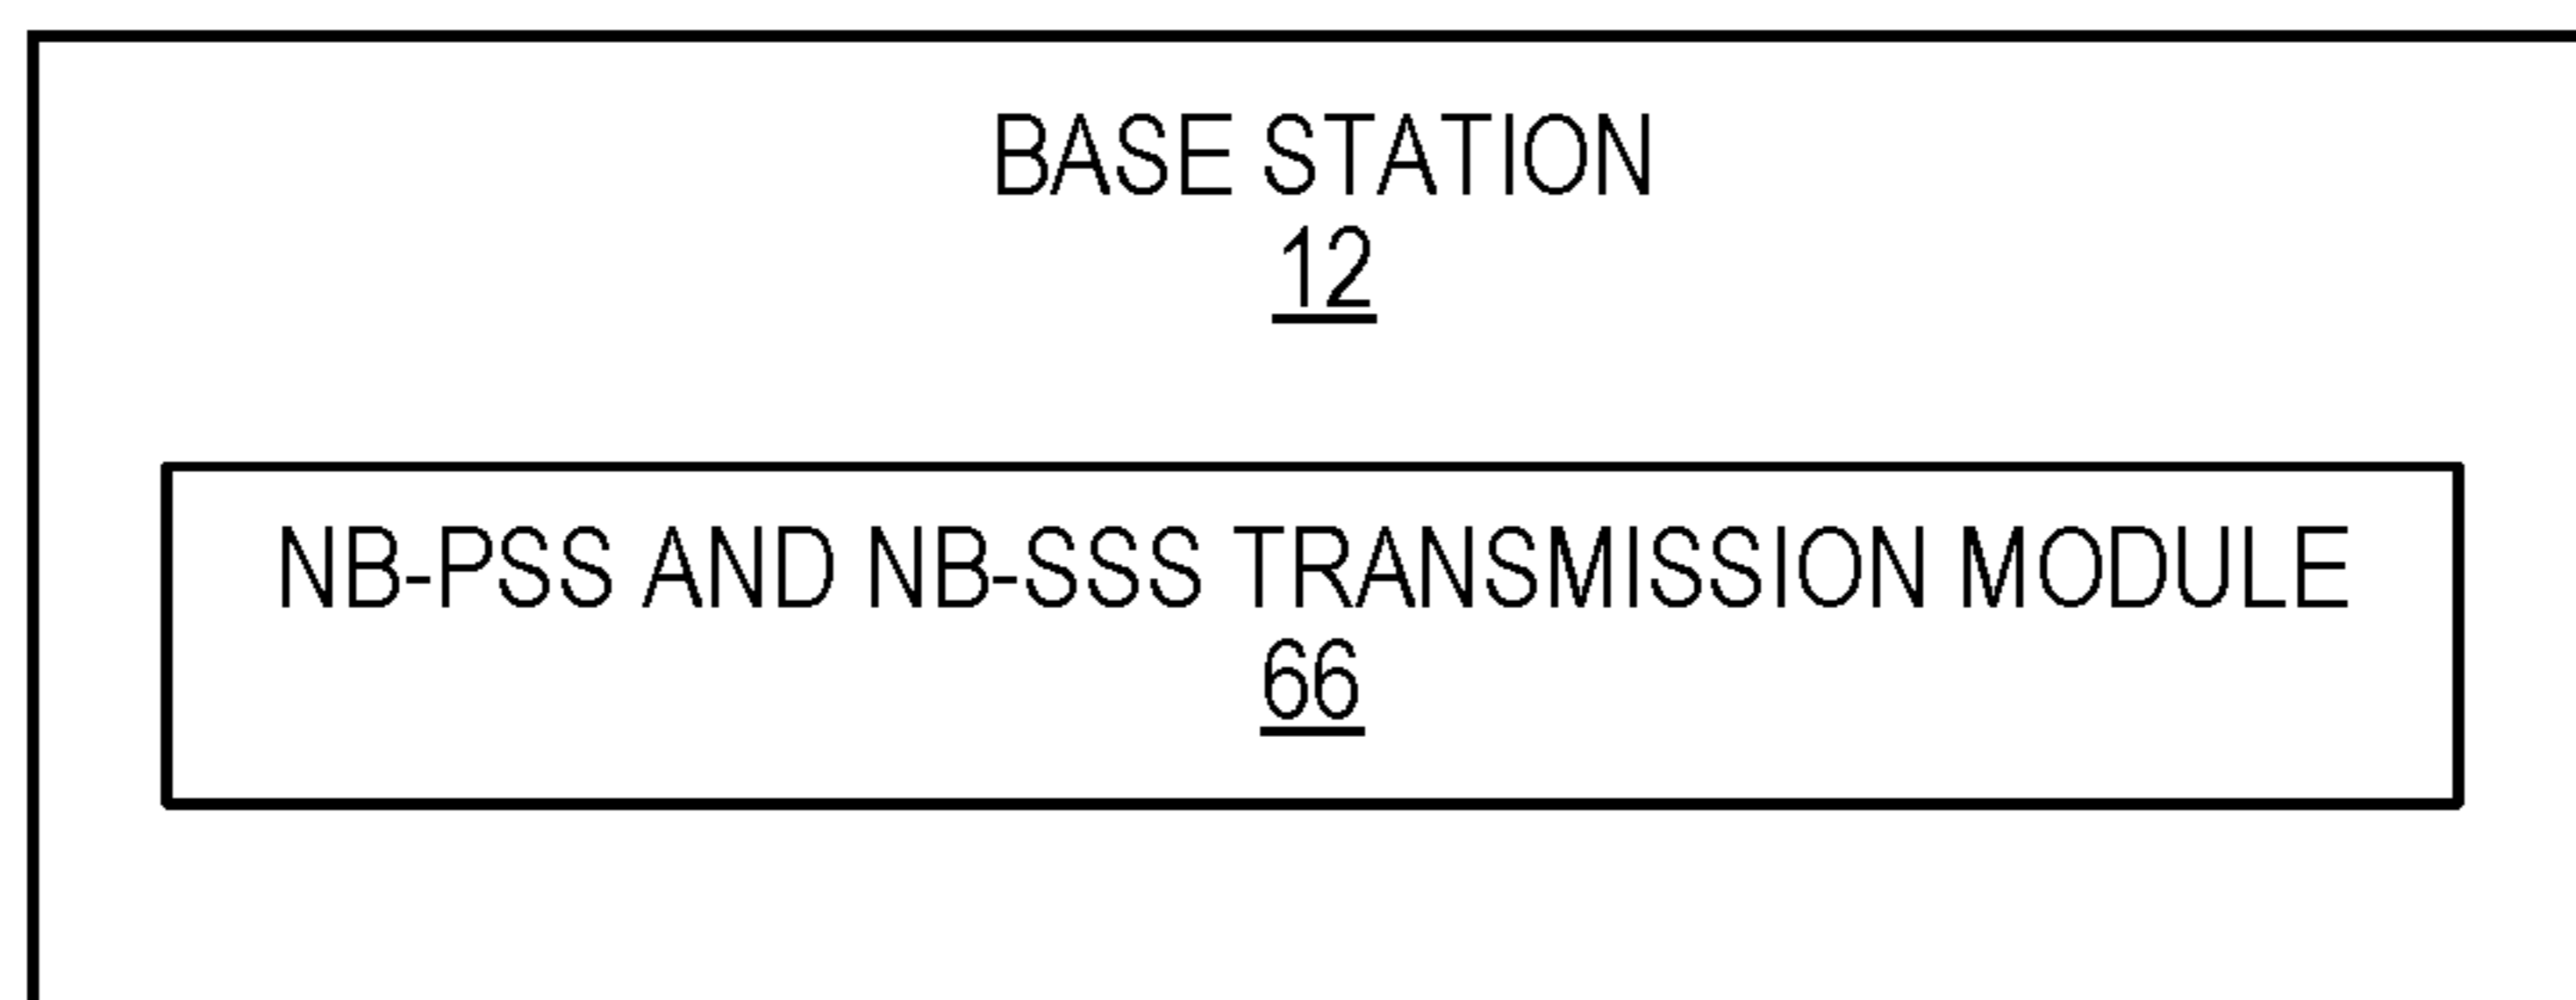 BASE STATION
12
NB-PSS AND NB-SSS TRANSMISSION MODULE
66